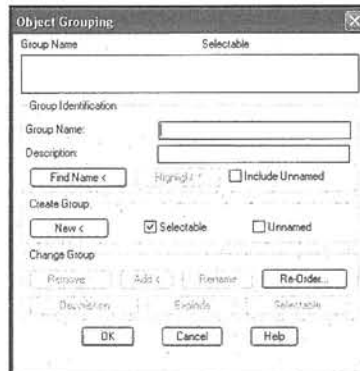 Object Grouping
Group Name Selectable
Group Identification
Group Name:
Description:
Find Name < Highlight < Include Unnamed
Create Group
New < Selectable Unnamed
Change Group
Remove Add < Rename Re-Order...
Description Explode Selectable
OK Cancel Help